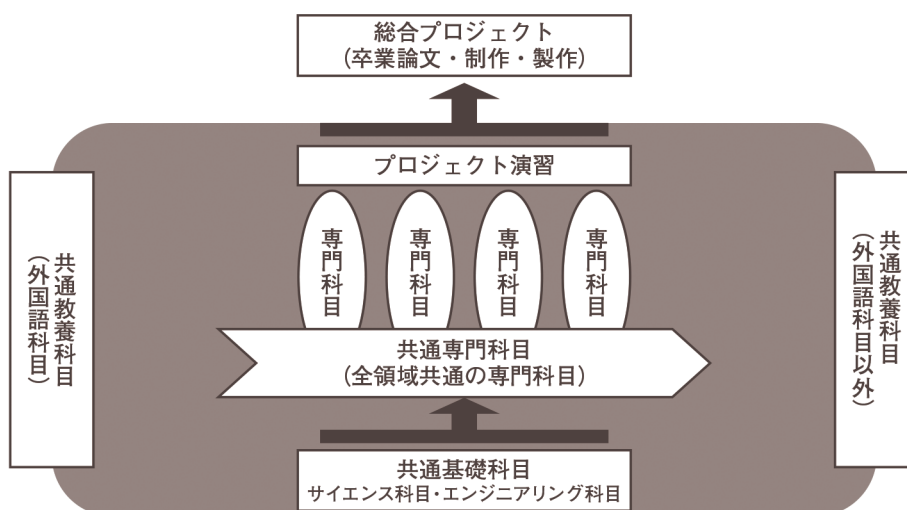 総合プロジェクト
（卒業論文・制作・製作）
プロジェクト演習
専門科目
専門科目
専門科目
専門科目
共通教養科目
（外国語科目）
共通教養科目
（外国語科目以外）
共通専門科目
（全領域共通の専門科目）
共通基礎科目
サイエンス科目・エンジニアリング科目